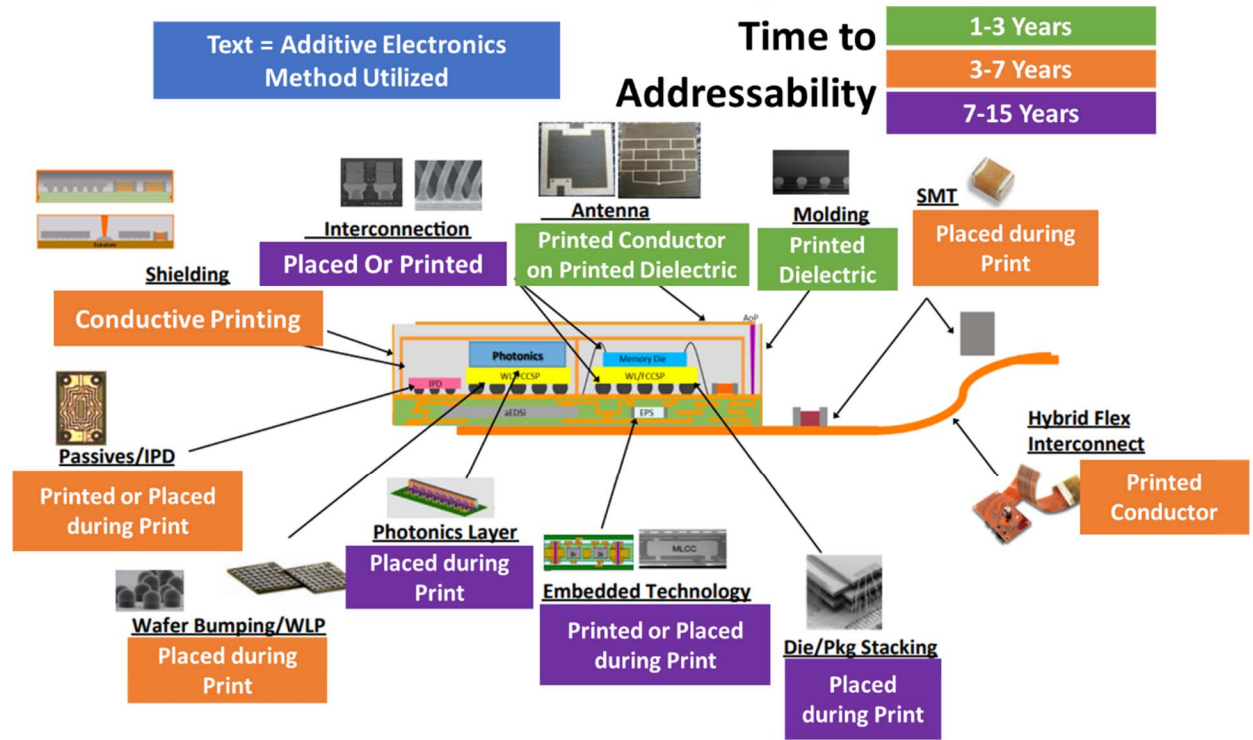 Text = Additive Electronics
Method Utilized
Time to
Addressability
1-3 Years
3-7 Years
7-15 Years
Shielding
Conductive Printing
Substrate
Interconnection
Placed Or Printed
Antenna
Printed Conductor
on Printed Dielectric
Molding
Printed
Dielectric
SMT
Placed during
Print
AoP
Photonics
Memory Die
WL/FCCSP
WL/FCCSP
IPD
aEDSi
EPS
Passives/IPD
Printed or Placed
during Print
Wafer Bumping/WLP
Placed during
Print
Photonics Layer
Placed during
Print
MLCC
Embedded Technology
Printed or Placed
during Print
Die/Pkg Stacking
Placed
during Print
Hybrid Flex
Interconnect
Printed
Conductor